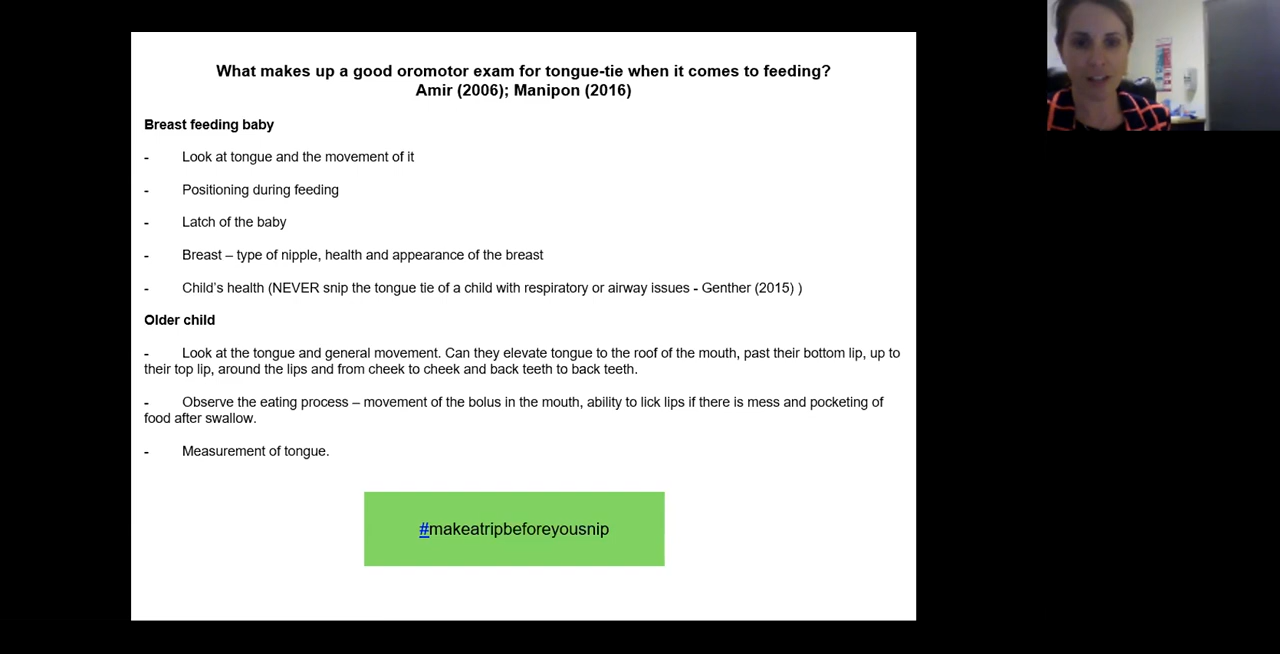 What makes up a good oromotor exam for tongue-tie when it comes to feeding?
Amir (2006); Manipon (2016)
Breast feeding baby
- Look at tongue and the movement of it
- Positioning during feeding
- Latch of the baby
- Breast – type of nipple, health and appearance of the breast
- Child's health (NEVER snip the tongue tie of a child with respiratory or airway issues - Genther (2015) )
Older child
- Look at the tongue and general movement. Can they elevate tongue to the roof of the mouth, past their bottom lip, up to
their top lip, around the lips and from cheek to cheek and back teeth to back teeth.
- Observe the eating process – movement of the bolus in the mouth, ability to lick lips if there is mess and pocketing of
food after swallow.
- Measurement of tongue.
#makeatripbeforeyousnip